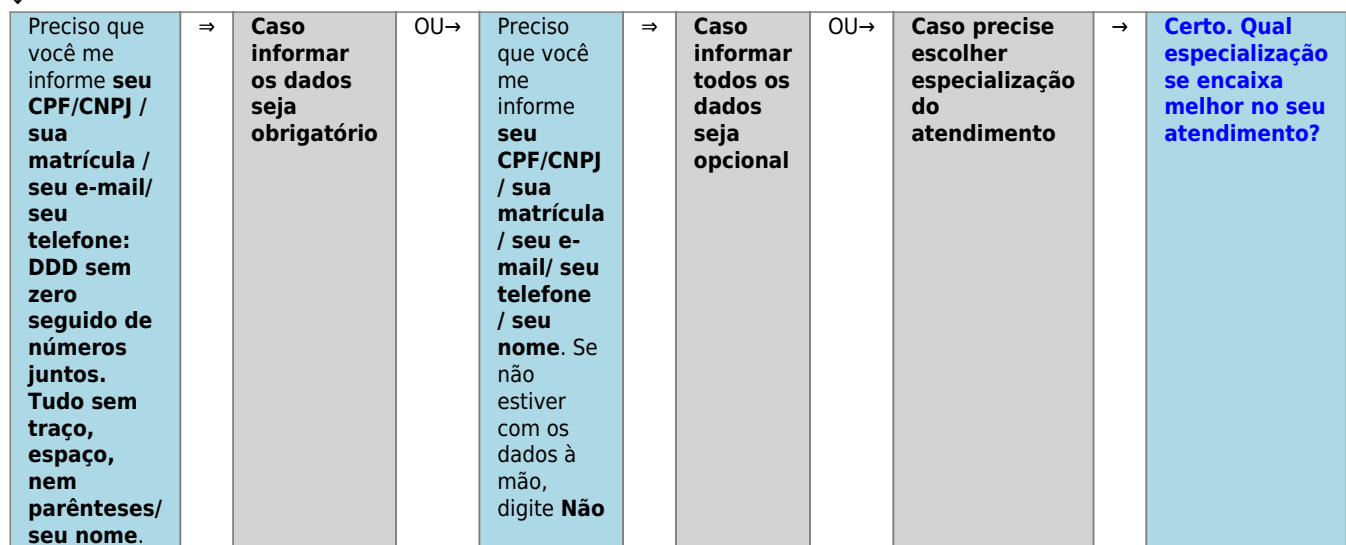 Preciso que
você me
informe seu
CPF/CNPJ /
sua
matrícula /
seu e-mail/
seu
telefone:
DDD sem
zero
seguido de
números
juntos.
Tudo sem
traço,
espaço,
nem
parênteses/
seu nome.
⇒
Caso
informar
os dados
seja
obrigatório
OU→
Preciso
que você
me
informe
seu
CPF/CNPJ
/ sua
matrícula
/ seu e-
mail/ seu
telefone
/ seu
nome. Se
não
estiver
com os
dados à
mão,
digite Não
⇒
Caso
informar
todos os
dados
seja
opcional
OU→
Caso precise
escolher
especialização
do
atendimento
→
Certo. Qual
especialização
se encaixa
melhor no seu
atendimento?